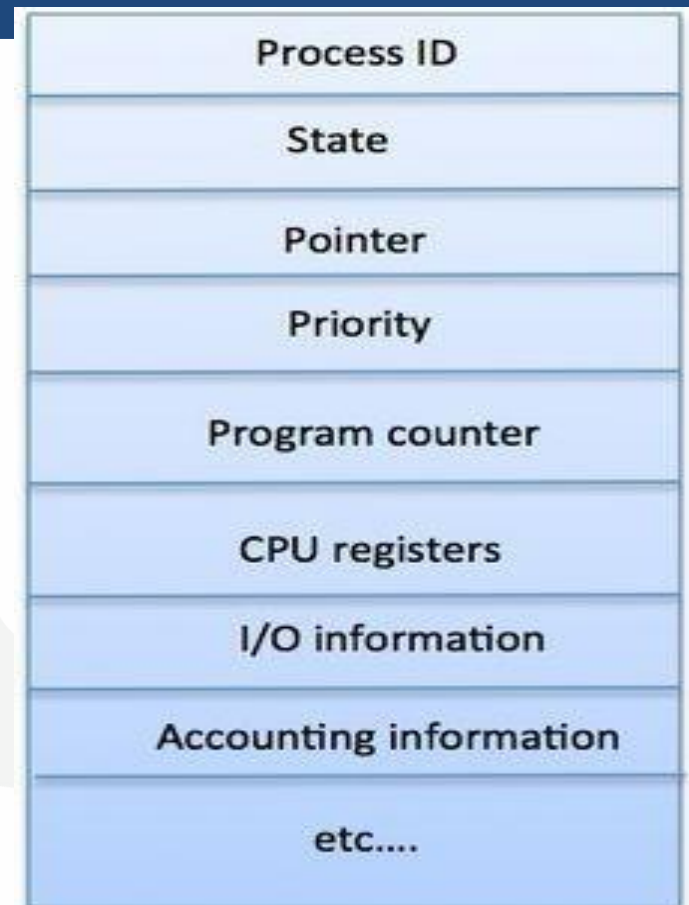 Process ID
State
Pointer
Priority
Program counter
CPU registers
I/O information
Accounting information
etc....